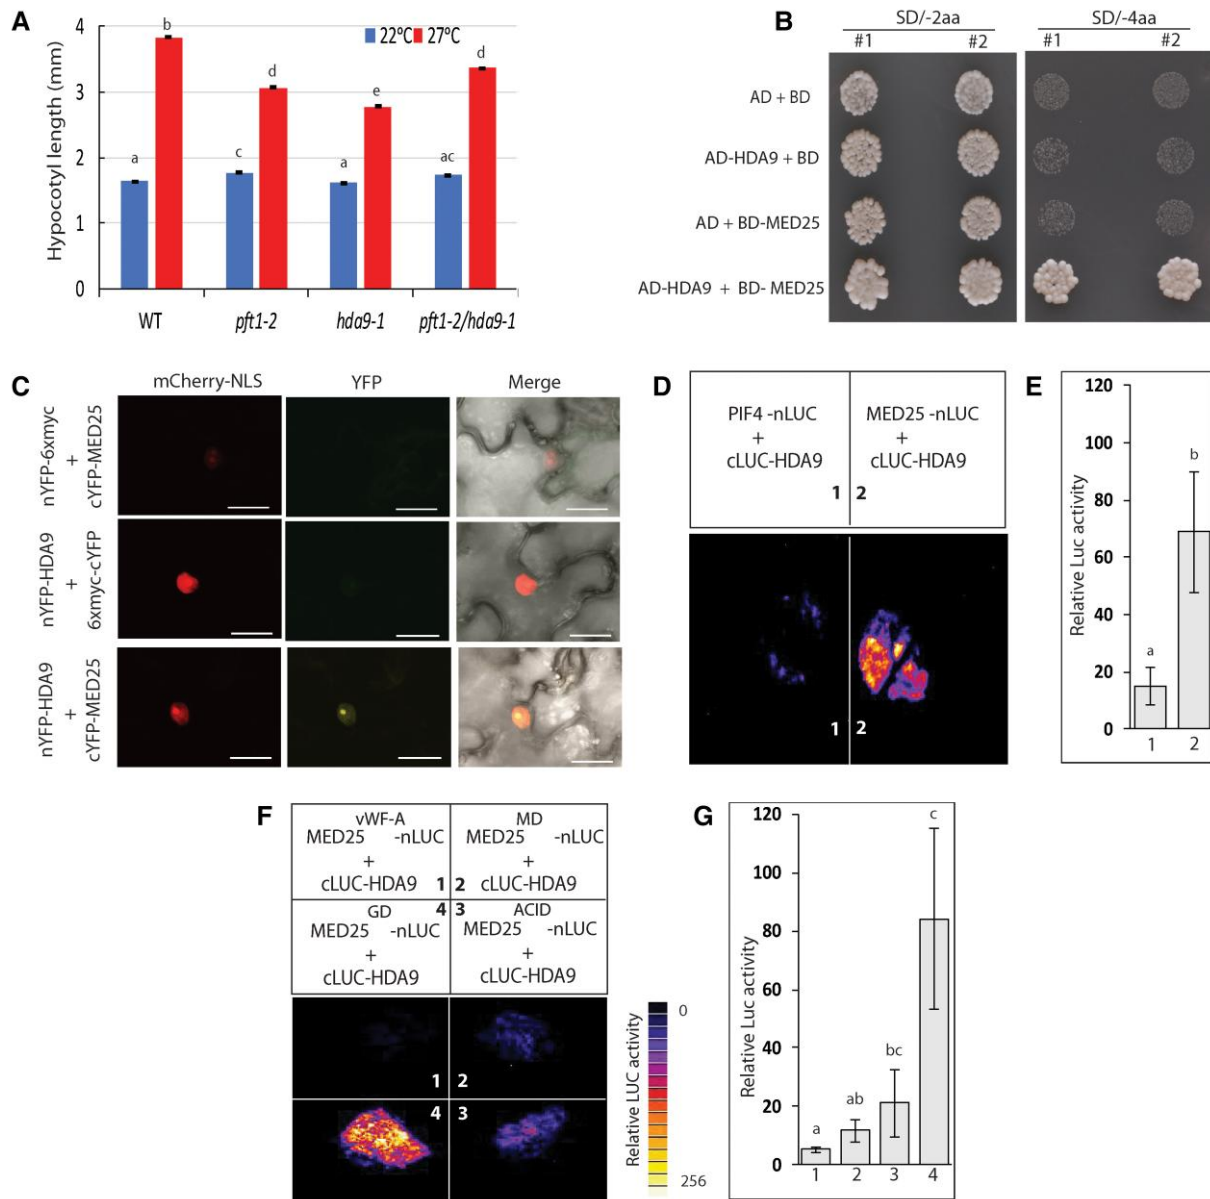 A
Hypocotyl length (mm)
4
3
2
1
0
22ºC 27ºC
a
b
c
d
a
e
ac
d
WT
pft1-2
hda9-1
pft1-2/hda9-1
B
SD/-2aa
SD/-4aa
#1
#2
#1
#2
AD + BD
AD-HDA9 + BD
AD + BD-MED25
AD-HDA9 + BD- MED25
C
mCherry-NLS
YFP
Merge
nYFP-6xmyc
+
cYFP-MED25
nYFP-HDA9
+
6xmyc-cYFP
nYFP-HDA9
+
cYFP-MED25
D
PIF4 -nLUC
+
cLUC-HDA9
1
MED25 -nLUC
+
cLUC-HDA9
2
1
2
E
Relative Luc activity
120
100
80
60
40
20
0
a
b
1
2
F
vWF-A
MED25 -nLUC
+
cLUC-HDA9
1
MD
MED25 -nLUC
+
cLUC-HDA9
2
GD
MED25 -nLUC
+
cLUC-HDA9
4
ACID
MED25 -nLUC
+
cLUC-HDA9
3
1
2
4
3
Relative LUC activity
0
256
G
Relative Luc activity
120
100
80
60
40
20
0
a
ab
bc
c
1
2
3
4